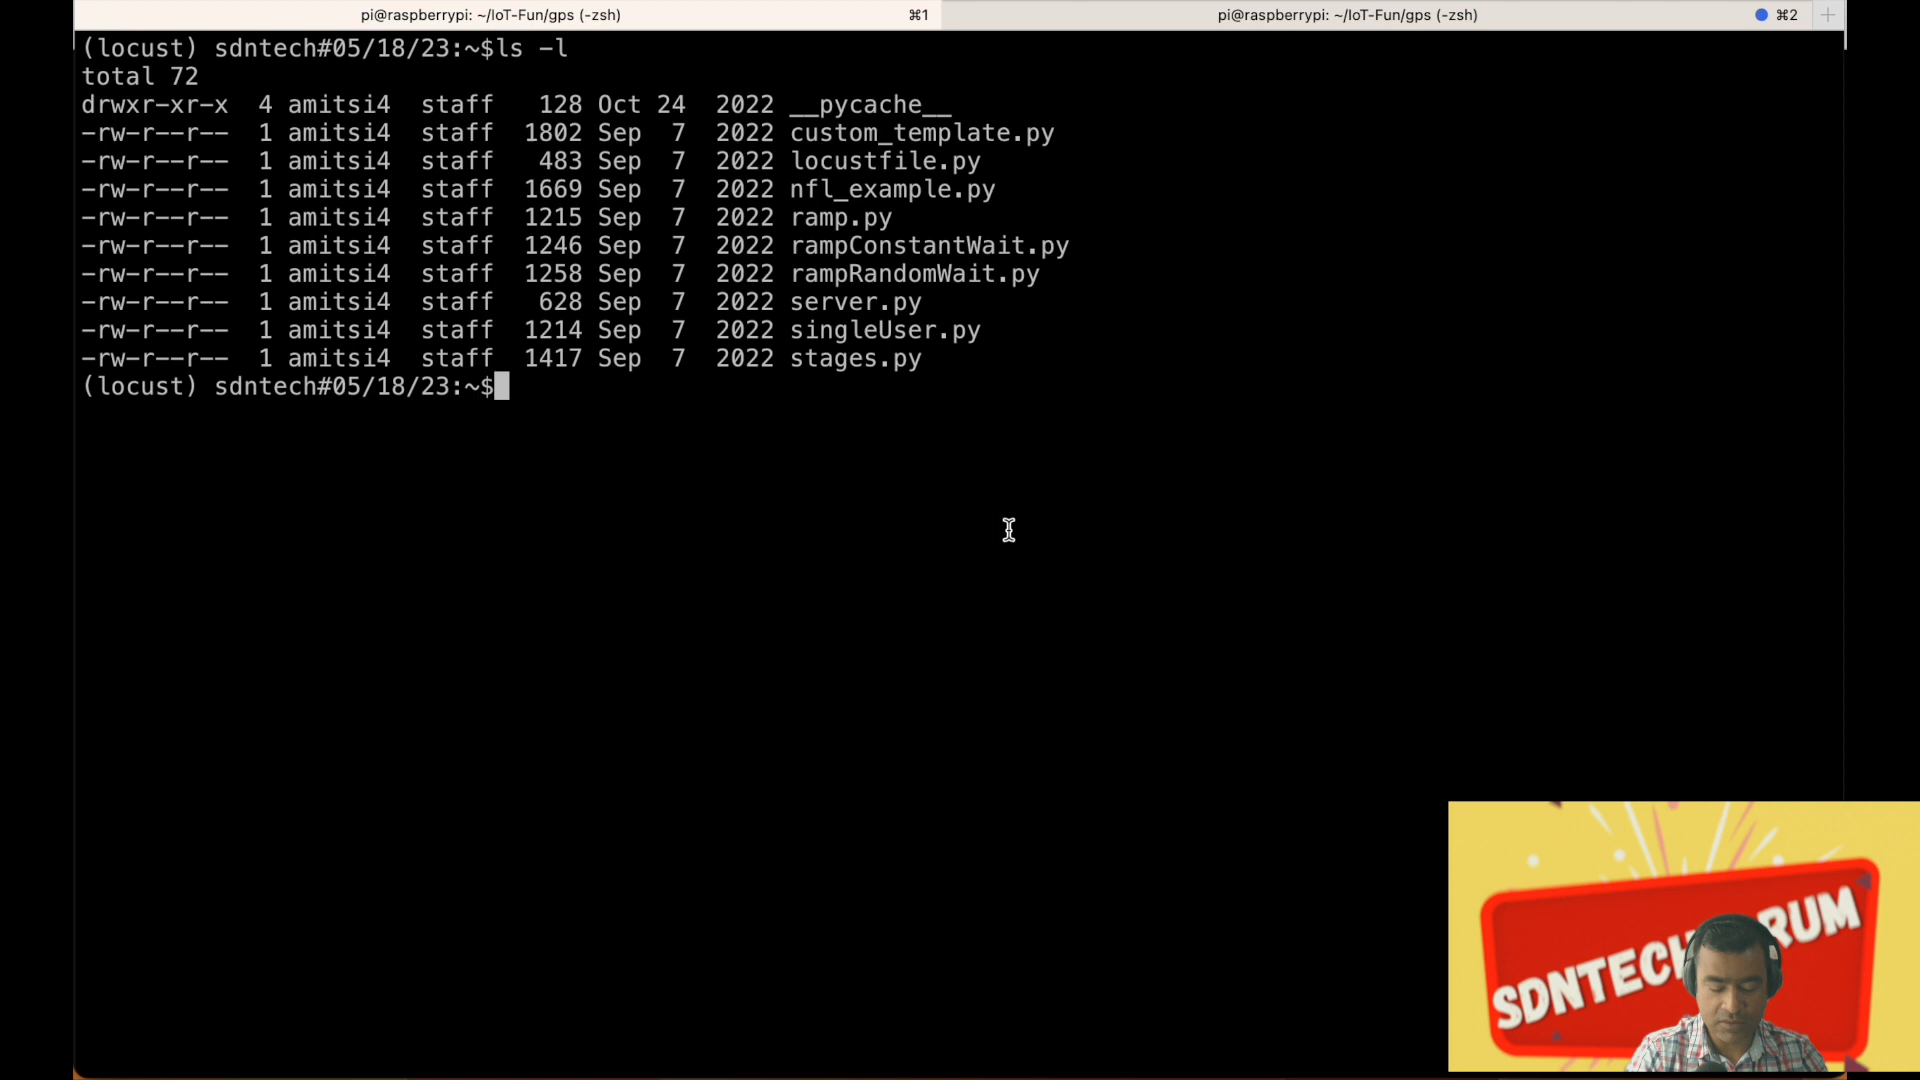 pi@raspberrypi: ~/IoT-Fun/gps (-zsh) ⌘1 pi@raspberrypi: ~/IoT-Fun/gps (-zsh) ⌘2 +
(locust) sdntech#05/18/23:~$ls -l
total 72
drwxr-xr-x  4 amitsi4  staff   128 Oct 24  2022 __pycache__
-rw-r--r--  1 amitsi4  staff  1802 Sep  7  2022 custom_template.py
-rw-r--r--  1 amitsi4  staff   483 Sep  7  2022 locustfile.py
-rw-r--r--  1 amitsi4  staff  1669 Sep  7  2022 nfl_example.py
-rw-r--r--  1 amitsi4  staff  1215 Sep  7  2022 ramp.py
-rw-r--r--  1 amitsi4  staff  1246 Sep  7  2022 rampConstantWait.py
-rw-r--r--  1 amitsi4  staff  1258 Sep  7  2022 rampRandomWait.py
-rw-r--r--  1 amitsi4  staff   628 Sep  7  2022 server.py
-rw-r--r--  1 amitsi4  staff  1214 Sep  7  2022 singleUser.py
-rw-r--r--  1 amitsi4  staff  1417 Sep  7  2022 stages.py
(locust) sdntech#05/18/23:~$